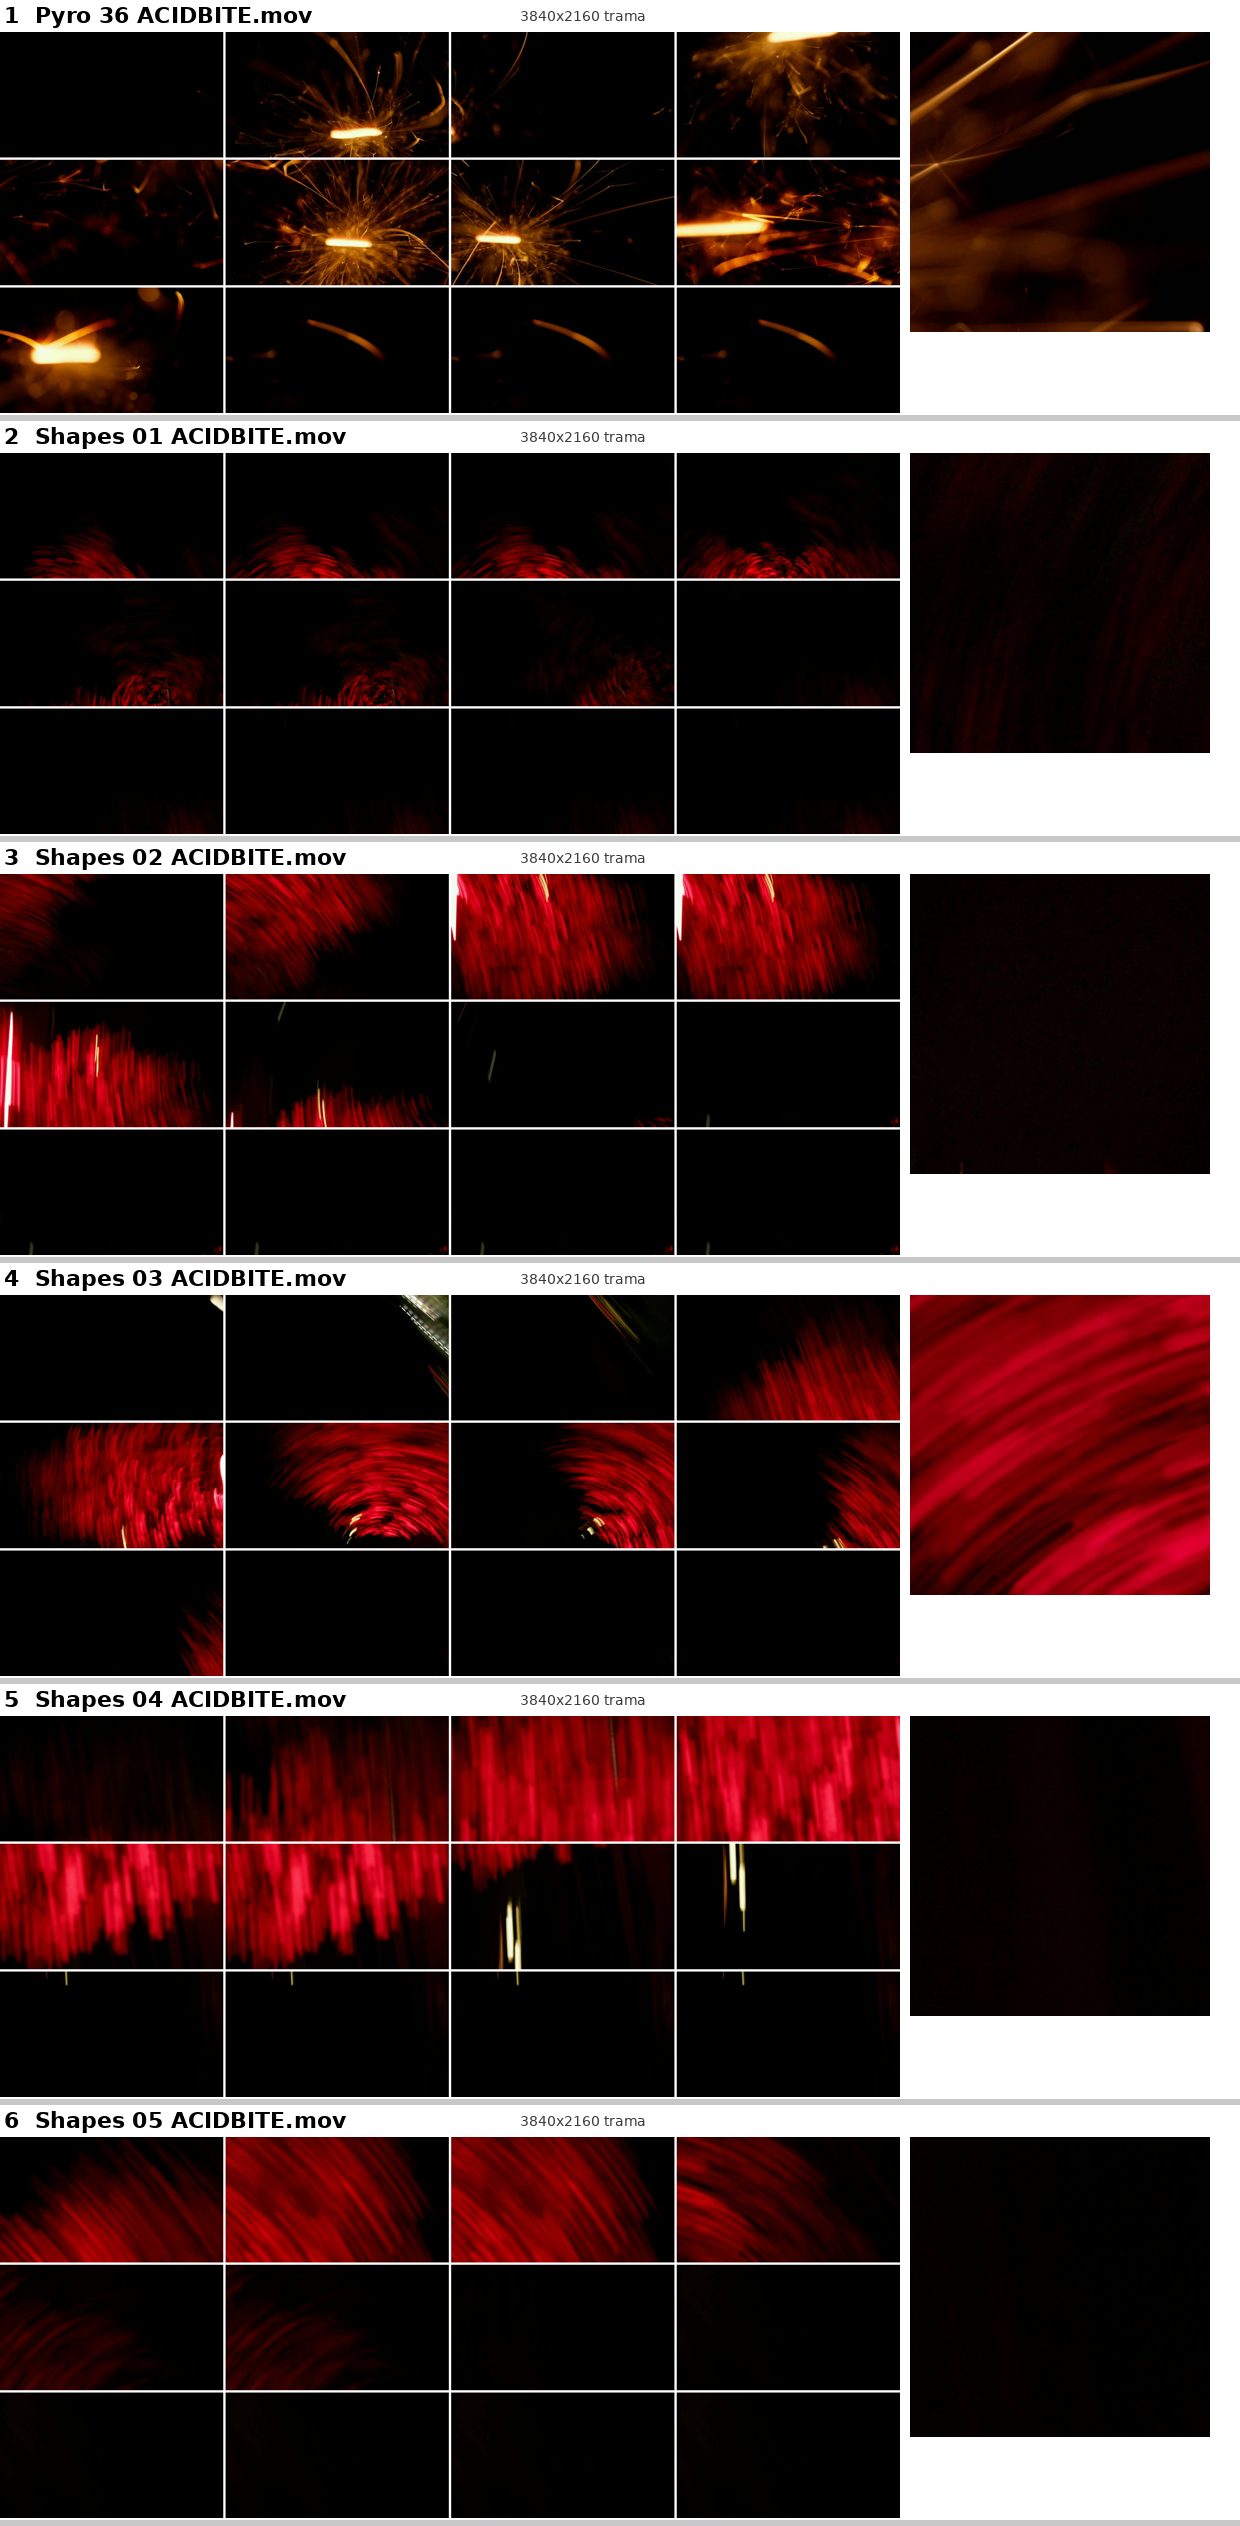 1 Pyro 36 ACIDBITE.mov 3840x2160 trama
2 Shapes 01 ACIDBITE.mov 3840x2160 trama
3 Shapes 02 ACIDBITE.mov 3840x2160 trama
4 Shapes 03 ACIDBITE.mov 3840x2160 trama
5 Shapes 04 ACIDBITE.mov 3840x2160 trama
6 Shapes 05 ACIDBITE.mov 3840x2160 trama